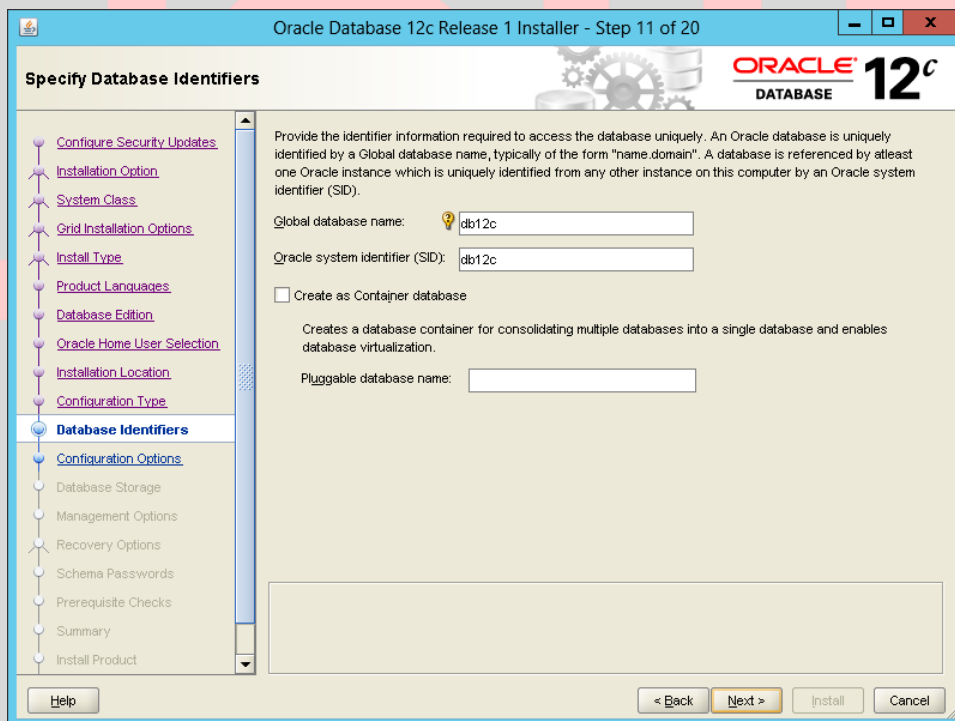 Oracle Database 12c Release 1 Installer - Step 11 of 20
Specify Database Identifiers
ORACLE
DATABASE
12c
Configure Security Updates
Installation Option
System Class
Grid Installation Options
Install Type
Product Languages
Database Edition
Oracle Home User Selection
Installation Location
Configuration Type
Database Identifiers
Configuration Options
Database Storage
Management Options
Recovery Options
Schema Passwords
Prerequisite Checks
Summary
Install Product
Provide the identifier information required to access the database uniquely. An Oracle database is uniquely
identified by a Global database name, typically of the form "name.domain". A database is referenced by atleast
one Oracle instance which is uniquely identified from any other instance on this computer by an Oracle system
identifier (SID).
Global database name: db12c
Oracle system identifier (SID): db12c
Create as Container database
Creates a database container for consolidating multiple databases into a single database and enables
database virtualization.
Pluggable database name:
Help
< Back
Next >
Install
Cancel